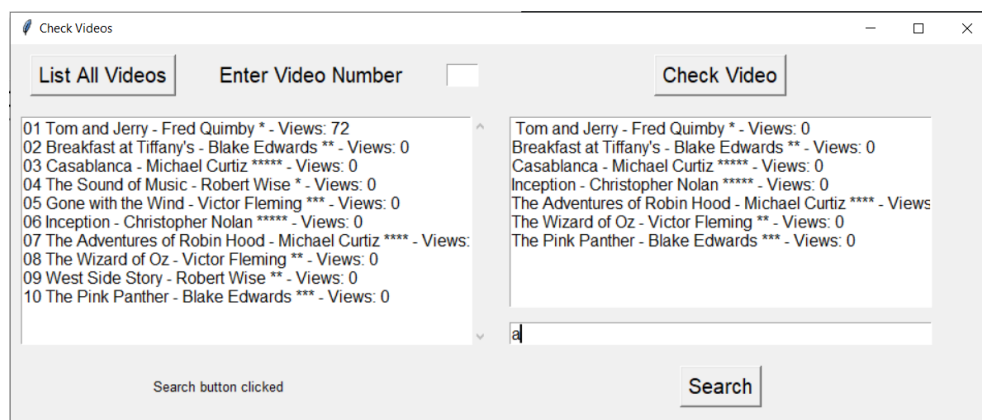 Check Videos
List All Videos Enter Video Number Check Video
01 Tom and Jerry - Fred Quimby * - Views: 72
02 Breakfast at Tiffany's - Blake Edwards ** - Views: 0
03 Casablanca - Michael Curtiz ***** - Views: 0
04 The Sound of Music - Robert Wise * - Views: 0
05 Gone with the Wind - Victor Fleming *** - Views: 0
06 Inception - Christopher Nolan ***** - Views: 0
07 The Adventures of Robin Hood - Michael Curtiz **** - Views:
08 The Wizard of Oz - Victor Fleming ** - Views: 0
09 West Side Story - Robert Wise ** - Views: 0
10 The Pink Panther - Blake Edwards *** - Views: 0
Tom and Jerry - Fred Quimby * - Views: 0
Breakfast at Tiffany's - Blake Edwards ** - Views: 0
Casablanca - Michael Curtiz ***** - Views: 0
Inception - Christopher Nolan ***** - Views: 0
The Adventures of Robin Hood - Michael Curtiz **** - Views
The Wizard of Oz - Victor Fleming ** - Views: 0
The Pink Panther - Blake Edwards *** - Views: 0
a
Search button clicked
Search